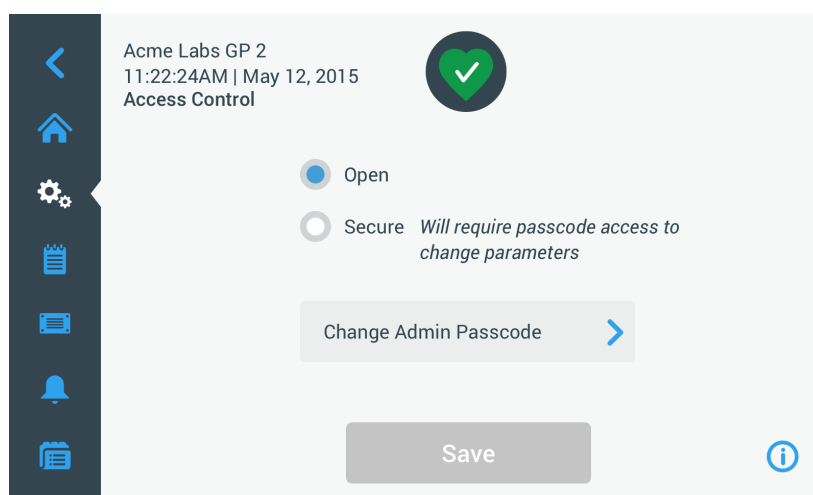 Acme Labs GP 2
11:22:24AM | May 12, 2015
Access Control
Open
Secure Will require passcode access to
change parameters
Change Admin Passcode
Save